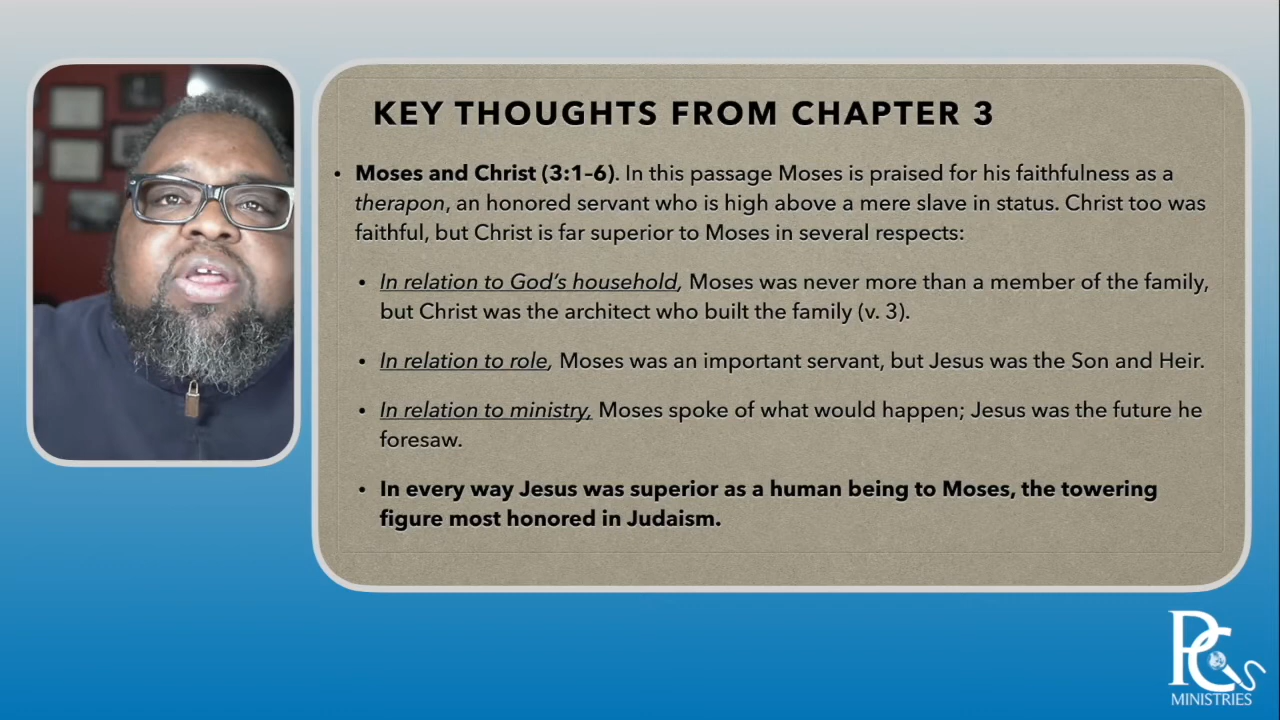 KEY THOUGHTS FROM CHAPTER 3
• Moses and Christ (3:1–6). In this passage Moses is praised for his faithfulness as a
therapon, an honored servant who is high above a mere slave in status. Christ too was
faithful, but Christ is far superior to Moses in several respects:
• In relation to God's household, Moses was never more than a member of the family,
but Christ was the architect who built the family (v. 3).
• In relation to role, Moses was an important servant, but Jesus was the Son and Heir.
• In relation to ministry, Moses spoke of what would happen; Jesus was the future he
foresaw.
• In every way Jesus was superior as a human being to Moses, the towering
figure most honored in Judaism.
PC
MINISTRIES